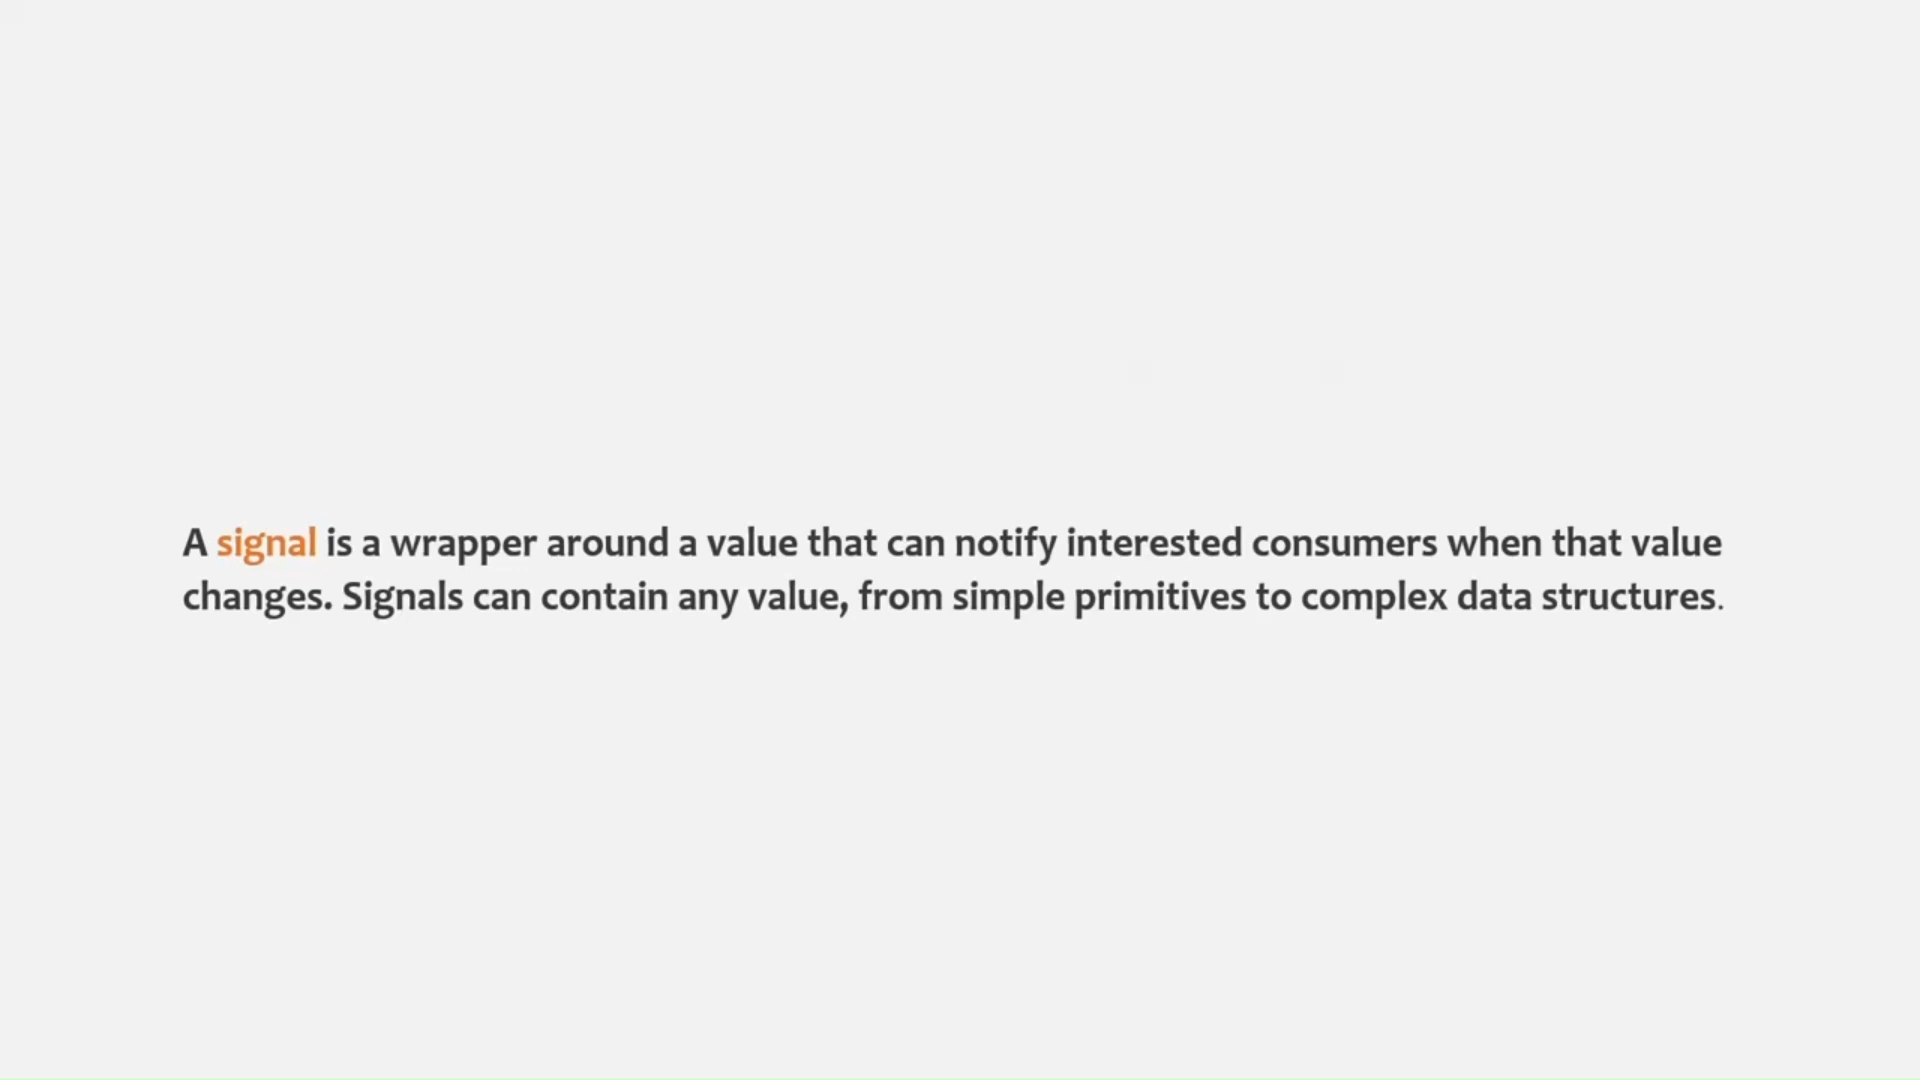 A signal is a wrapper around a value that can notify interested consumers when that value
changes. Signals can contain any value, from simple primitives to complex data structures.